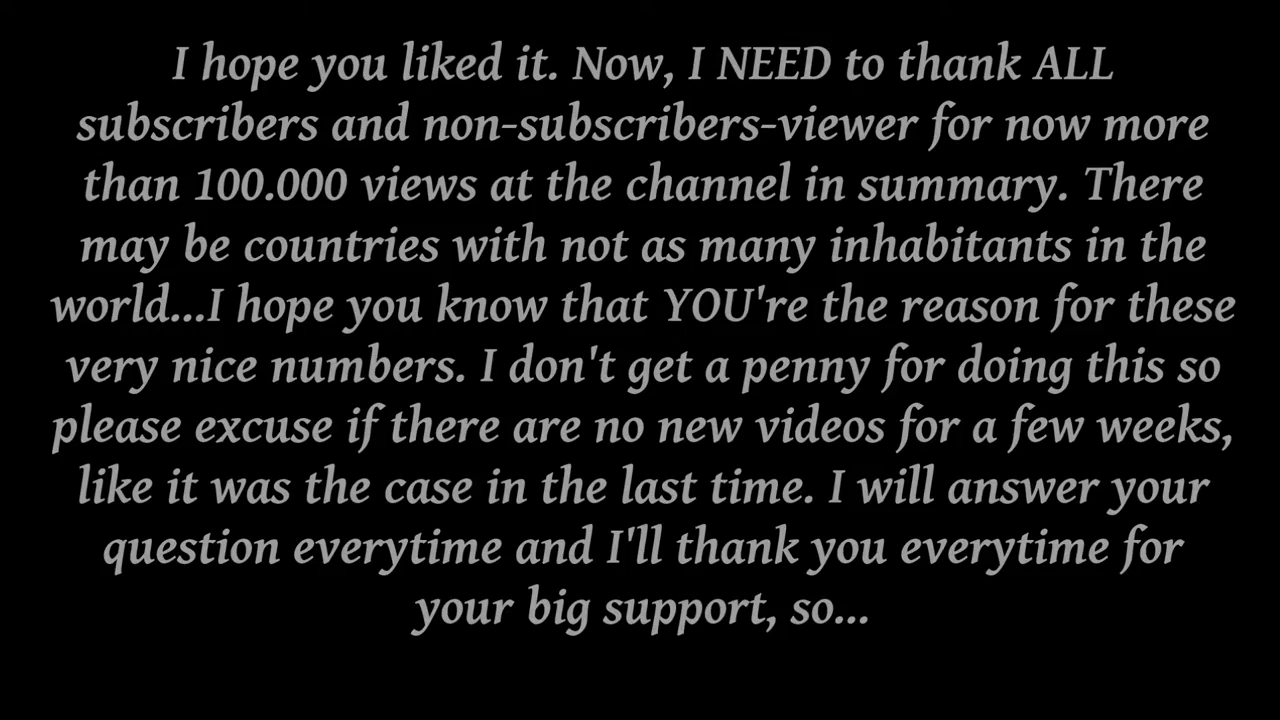 I hope you liked it. Now, I NEED to thank ALL
subscribers and non-subscribers-viewer for now more
than 100.000 views at the channel in summary. There
may be countries with not as many inhabitants in the
world...I hope you know that YOU're the reason for these
very nice numbers. I don't get a penny for doing this so
please excuse if there are no new videos for a few weeks,
like it was the case in the last time. I will answer your
question everytime and I'll thank you everytime for
your big support, so...